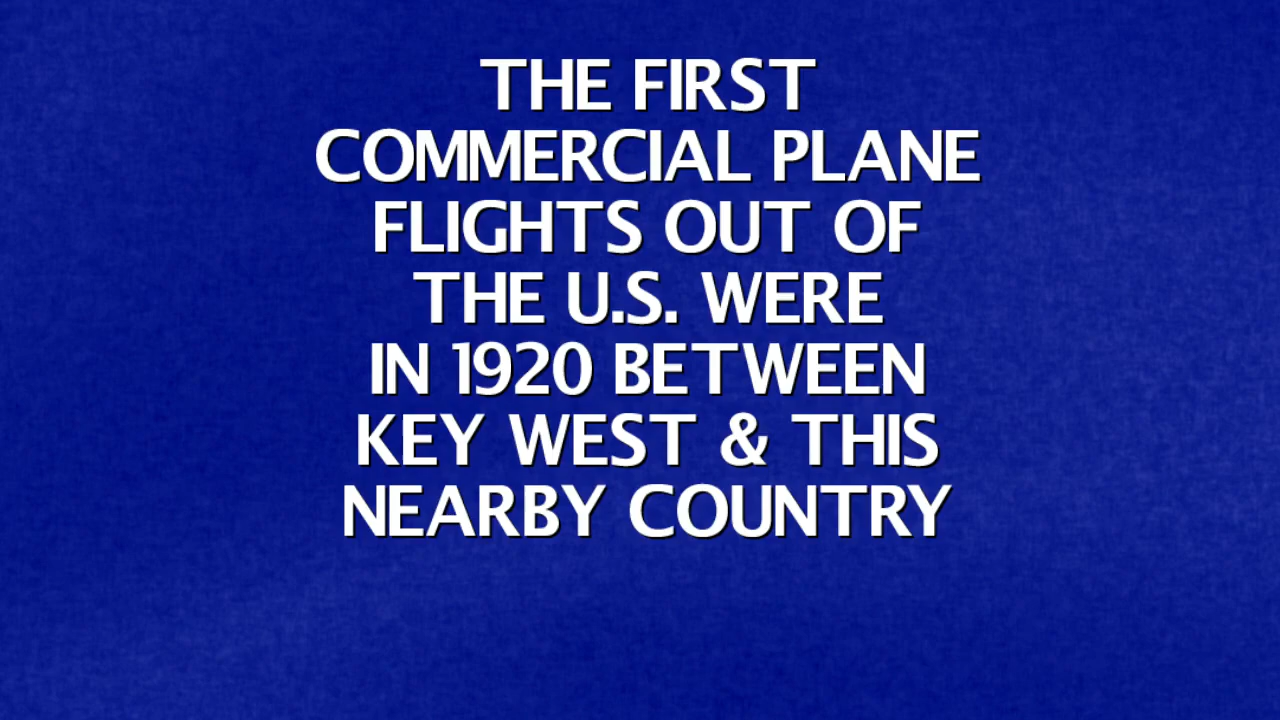 THE FIRST
COMMERCIAL PLANE
FLIGHTS OUT OF
THE U.S. WERE
IN 1920 BETWEEN
KEY WEST & THIS
NEARBY COUNTRY